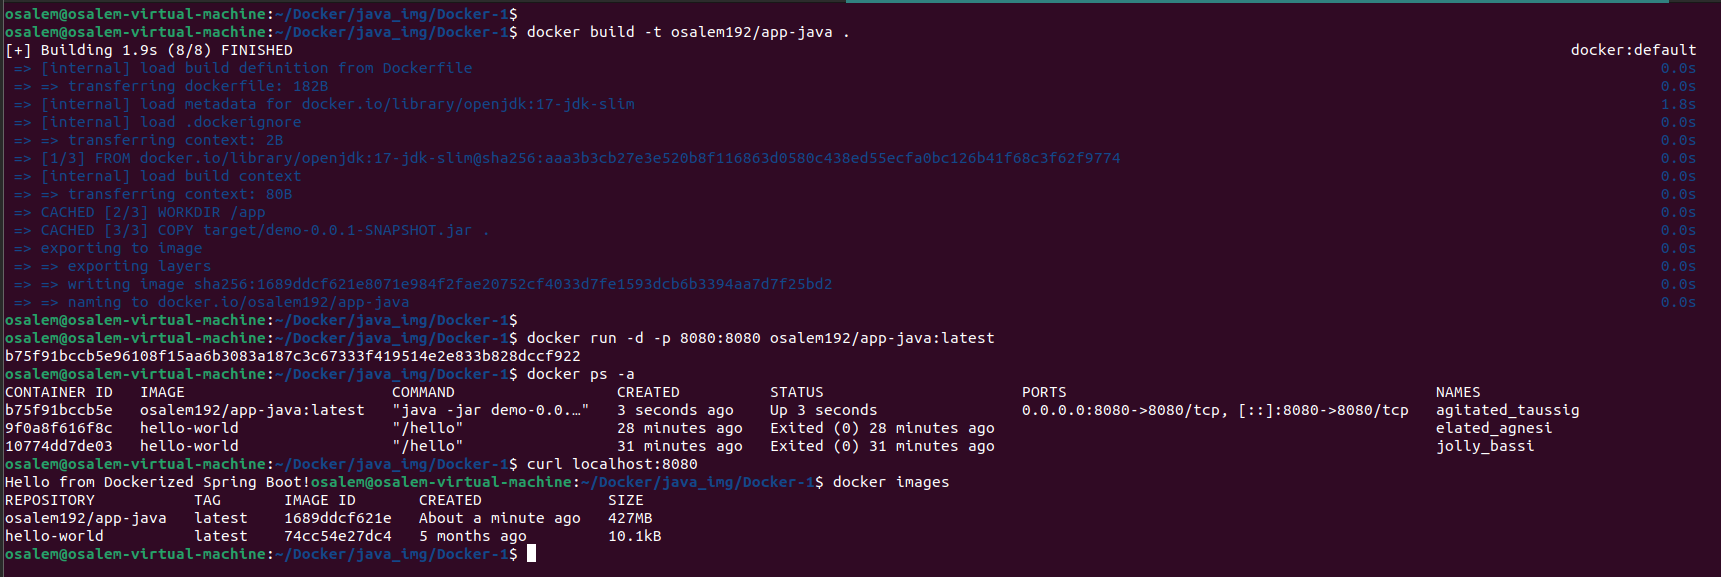 osalem@osalem-virtual-machine:~/Docker/java_img/Docker-1$
osalem@osalem-virtual-machine:~/Docker/java_img/Docker-1$ docker build -t osalem192/app-java .
[+] Building 1.9s (8/8) FINISHED docker:default
=> [internal] load build definition from Dockerfile 0.0s
=> => transferring dockerfile: 182B 0.0s
=> [internal] load metadata for docker.io/library/openjdk:17-jdk-slim 1.8s
=> [internal] load .dockerignore 0.0s
=> => transferring context: 2B 0.0s
=> [1/3] FROM docker.io/library/openjdk:17-jdk-slim@sha256:aaa3b3cb27e3e520b8f116863d0580c438ed55ecfa0bc126b41f68c3f62f9774 0.0s
=> [internal] load build context 0.0s
=> => transferring context: 80B 0.0s
=> CACHED [2/3] WORKDIR /app 0.0s
=> CACHED [3/3] COPY target/demo-0.0.1-SNAPSHOT.jar . 0.0s
=> exporting to image 0.0s
=> => exporting layers 0.0s
=> => writing image sha256:1689ddcf621e8071e984f2fae20752cf4033d7fe1593dcb6b3394aa7d7f25bd2 0.0s
=> => naming to docker.io/osalem192/app-java 0.0s
osalem@osalem-virtual-machine:~/Docker/java_img/Docker-1$
osalem@osalem-virtual-machine:~/Docker/java_img/Docker-1$ docker run -d -p 8080:8080 osalem192/app-java:latest
b75f91bccb5e96108f15aa6b3083a187c3c67333f419514e2e833b828dccf922
osalem@osalem-virtual-machine:~/Docker/java_img/Docker-1$ docker ps -a
CONTAINER ID IMAGE COMMAND CREATED STATUS PORTS NAMES
b75f91bccb5e osalem192/app-java:latest "java -jar demo-0.0.…" 3 seconds ago Up 3 seconds 0.0.0.0:8080->8080/tcp, [::]:8080->8080/tcp agitated_taussig
9f0a8f616f8c hello-world "/hello" 28 minutes ago Exited (0) 28 minutes ago elated_agnesi
10774dd7de03 hello-world "/hello" 31 minutes ago Exited (0) 31 minutes ago jolly_bassi
osalem@osalem-virtual-machine:~/Docker/java_img/Docker-1$ curl localhost:8080
Hello from Dockerized Spring Boot!osalem@osalem-virtual-machine:~/Docker/java_img/Docker-1$ docker images
REPOSITORY TAG IMAGE ID CREATED SIZE
osalem192/app-java latest 1689ddcf621e About a minute ago 427MB
hello-world latest 74cc54e27dc4 5 months ago 10.1kB
osalem@osalem-virtual-machine:~/Docker/java_img/Docker-1$